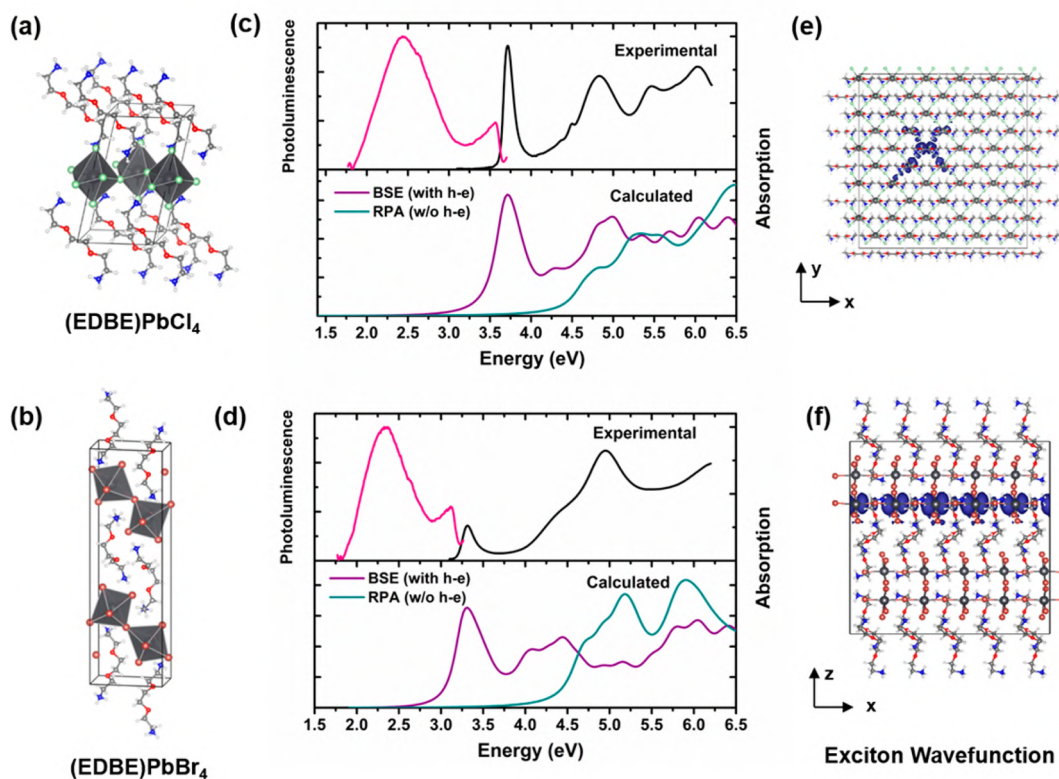 (a)
(EDBE)PbCl4
(b)
(EDBE)PbBr4
(c)
Photoluminescence
Experimental
BSE (with h-e)
RPA (w/o h-e)
Calculated
Absorption
1.5 2.0 2.5 3.0 3.5 4.0 4.5 5.0 5.5 6.0 6.5
Energy (eV)
(d)
Photoluminescence
Experimental
BSE (with h-e)
RPA (w/o h-e)
Calculated
Absorption
1.5 2.0 2.5 3.0 3.5 4.0 4.5 5.0 5.5 6.0 6.5
Energy (eV)
(e)
y
x
(f)
z
x
Exciton Wavefunction